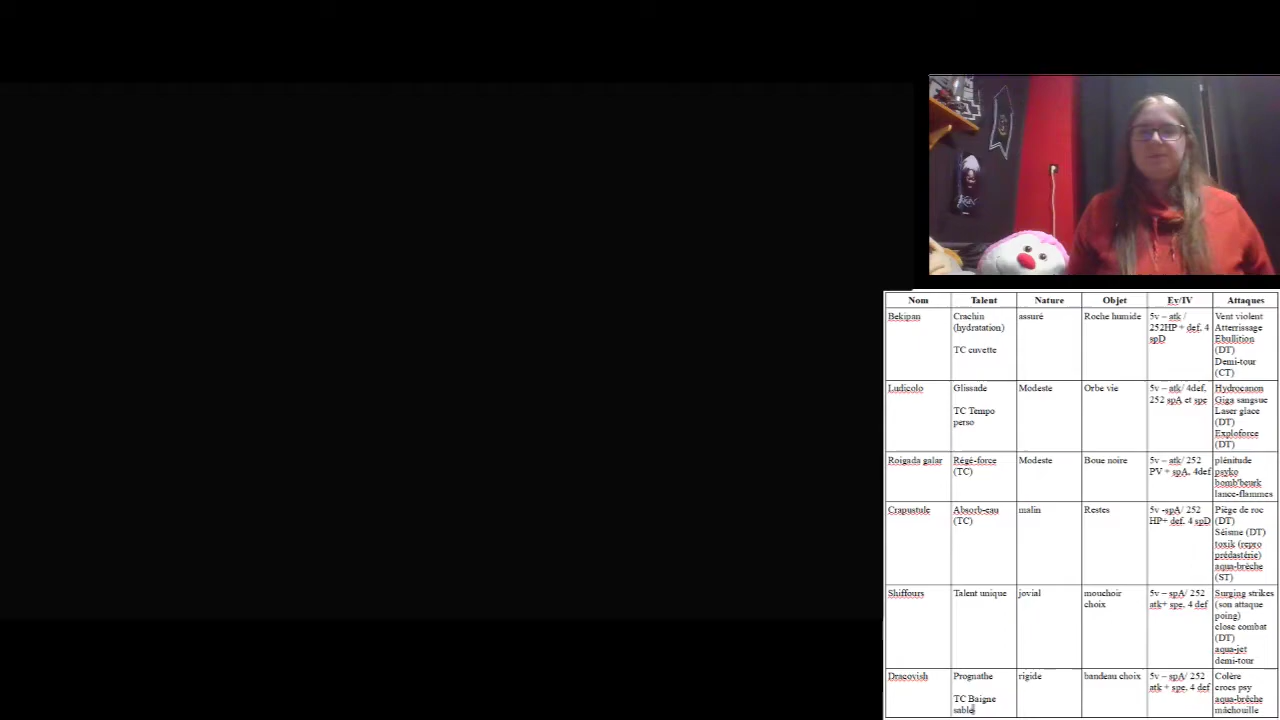 Nom Talent Nature Objet Ev/IV Attaques
Bekipan
Crachin
(hydratation)
TC cuvette
assuré
Roche humide
5v – atk /
252HP + def, 4
spD
Vent violent
Atterrissage
Ebullition
(DT)
Demi-tour
(CT)
Ludicolo
Glissade
TC Tempo
perso
Modeste
Orbe vie
5v – atk/ 4def,
252 spA et spe
Hydrocanon
Giga sangsue
Laser glace
(DT)
Exploforce
(DT)
Roigada galar
Régé-force
(TC)
Modeste
Boue noire
5v – atk/ 252
PV + spA, 4def
plénitude
psyko
bomb'beurk
lance-flammes
Crapustule
Absorb-eau
(TC)
malin
Restes
5v -spA/ 252
HP+ def, 4 spD
Piège de roc
(DT)
Séisme (DT)
toxik (repro
prédastérie)
aqua-brèche
(ST)
Shiffours
Talent unique
jovial
mouchoir
choix
5v – spA/ 252
atk+ spe, 4 def
Surging strikes
(son attaque
poing)
close combat
(DT)
aqua-jet
demi-tour
Dracovish
Prognathe
TC Baigne
sable
rigide
bandeau choix
5v – spA/ 252
atk + spe, 4 def
Colère
crocs psy
aqua-brèche
mâchouille